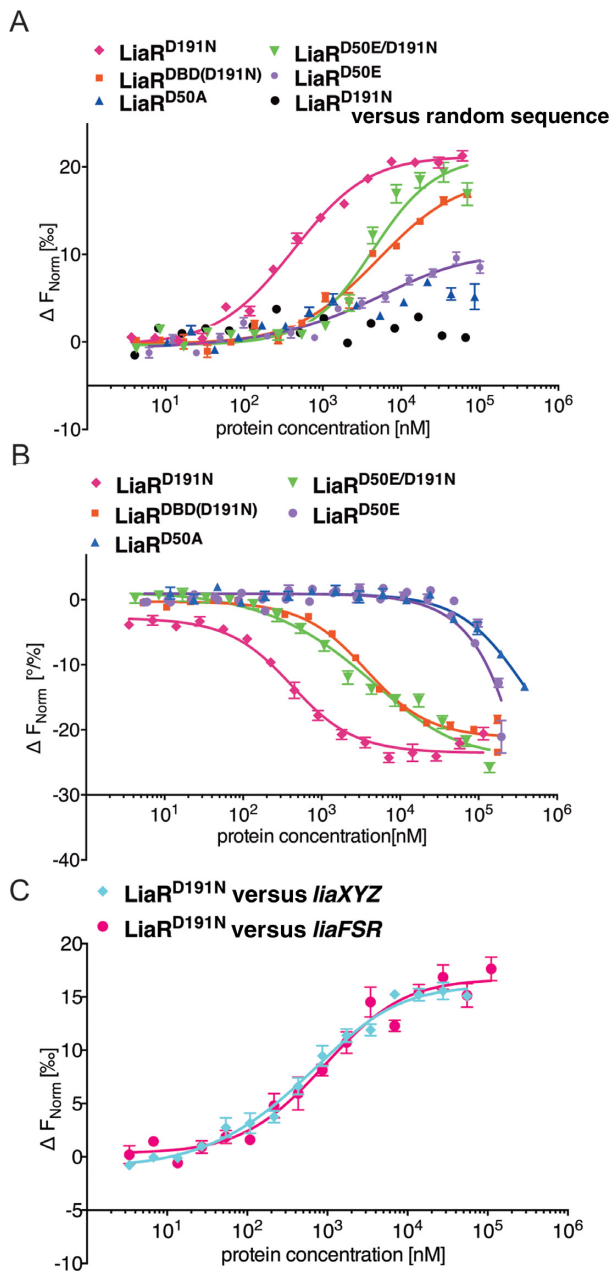 A
LiaR^D191N LiaR^D50E/D191N
LiaR^DBD(D191N) LiaR^D50E
LiaR^D50A LiaR^D191N
versus random sequence
20
10
0
-10
Δ F_Norm [‰]
10^1 10^2 10^3 10^4 10^5 10^6
protein concentration [nM]
B
LiaR^D191N LiaR^D50E/D191N
LiaR^DBD(D191N) LiaR^D50E
LiaR^D50A
0
-10
-20
-30
-40
Δ F_Norm [°/%]
10^1 10^2 10^3 10^4 10^5 10^6
protein concentration[nM]
C
LiaR^D191N versus liaXYZ
LiaR^D191N versus liaFSR
20
15
10
5
0
-5
-10
Δ F_Norm [‰]
10^1 10^2 10^3 10^4 10^5 10^6
protein concentration [nM]